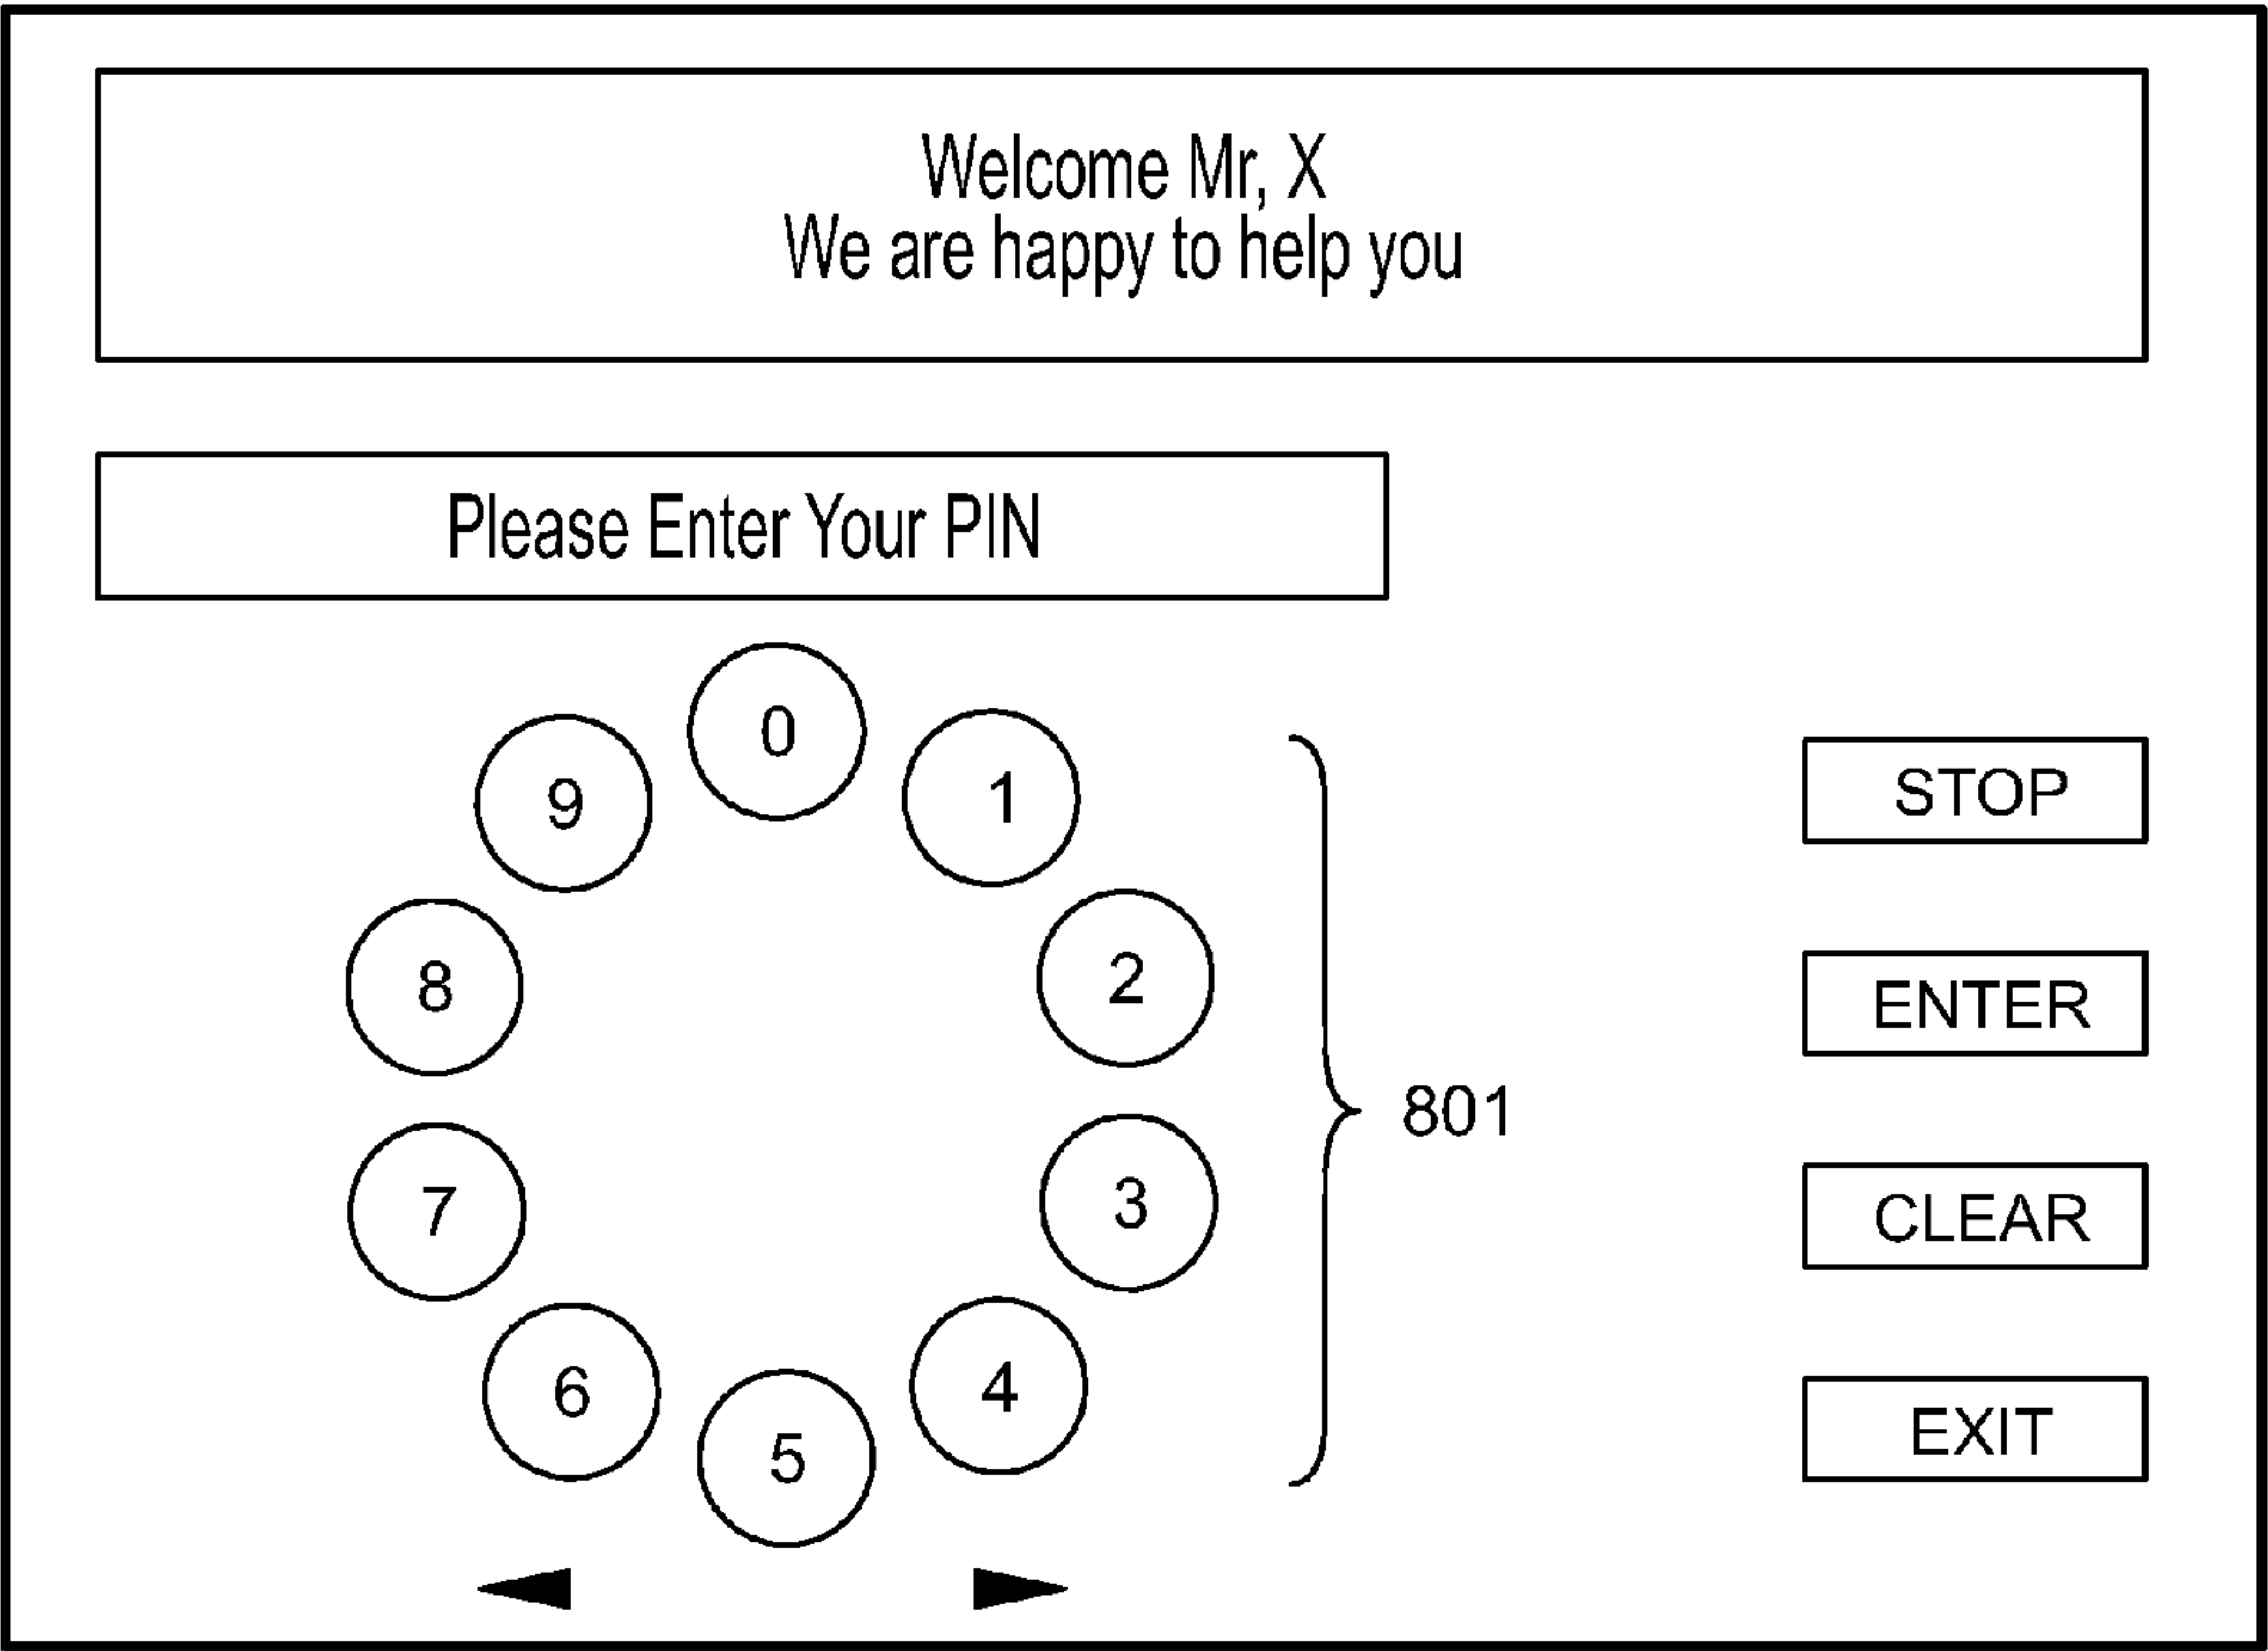 Welcome Mr, X
We are happy to help you
Please Enter Your PIN
0
1
2
3
4
5
6
7
8
9
801
STOP
ENTER
CLEAR
EXIT